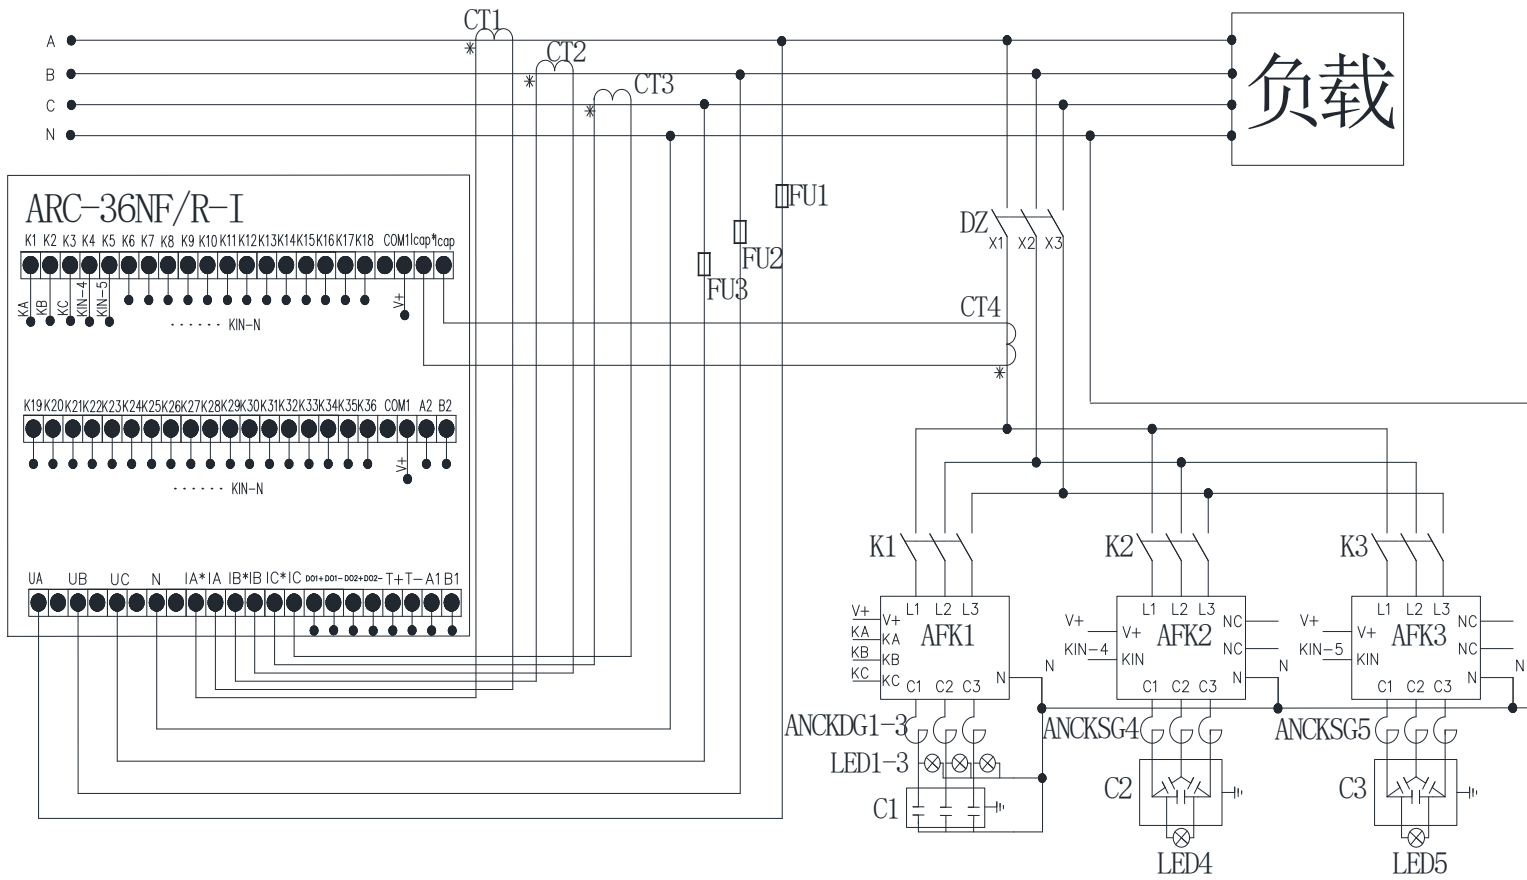 CT1
A
*
CT2
B
*
CT3
C
*
N
负载
ARC-36NF/R-I
FU1
FU2
FU3
DZ
X1 X2 X3
K1 K2 K3 K4 K5 K6 K7 K8 K9 K10 K11 K12 K13 K14 K15 K16 K17 K18 COM1 Icap* Icap
KA KB KC KIN-4 KIN-5 V+
······ KIN-N
CT4
*
K19 K20 K21 K22 K23 K24 K25 K26 K27 K28 K29 K30 K31 K32 K33 K34 K35 K36 COM1 A2 B2
V+
······ KIN-N
UA UB UC N IA* IA IB* IB IC* IC DO1+ DO1- DO2+ DO2- T+ T- A1 B1
K1 K2 K3
L1 L2 L3
V+ V+
KA KA
KB KB
KC KC
AFK1
N
N
C1 C2 C3
L1 L2 L3
V+ V+
KIN-4 KIN
AFK2
NC
NC
N
N
C1 C2 C3
L1 L2 L3
V+ V+
KIN-5 KIN
AFK3
NC
NC
N
N
C1 C2 C3
ANCKDG1-3 ANCKSG4 ANCKSG5
LED1-3
C1 C2 C3
LED4 LED5